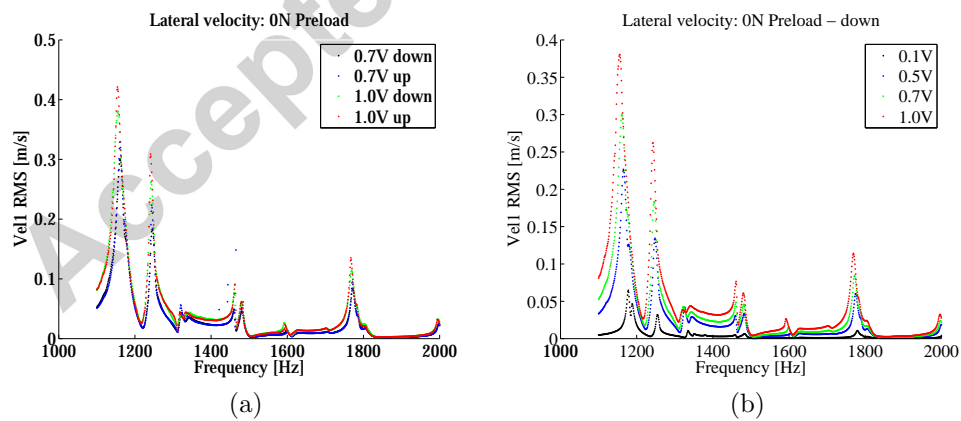 Lateral velocity: 0N Preload
0.5
0.4
0.3
0.2
0.1
0
Vel1 RMS [m/s]
0.7V down
0.7V up
1.0V down
1.0V up
1000 1200 1400 1600 1800 2000
Frequency [Hz]
(a)
Lateral velocity: 0N Preload – down
0.4
0.35
0.3
0.25
0.2
0.15
0.1
0.05
0
Vel1 RMS [m/s]
0.1V
0.5V
0.7V
1.0V
1000 1200 1400 1600 1800 2000
Frequency [Hz]
(b)
Accepte